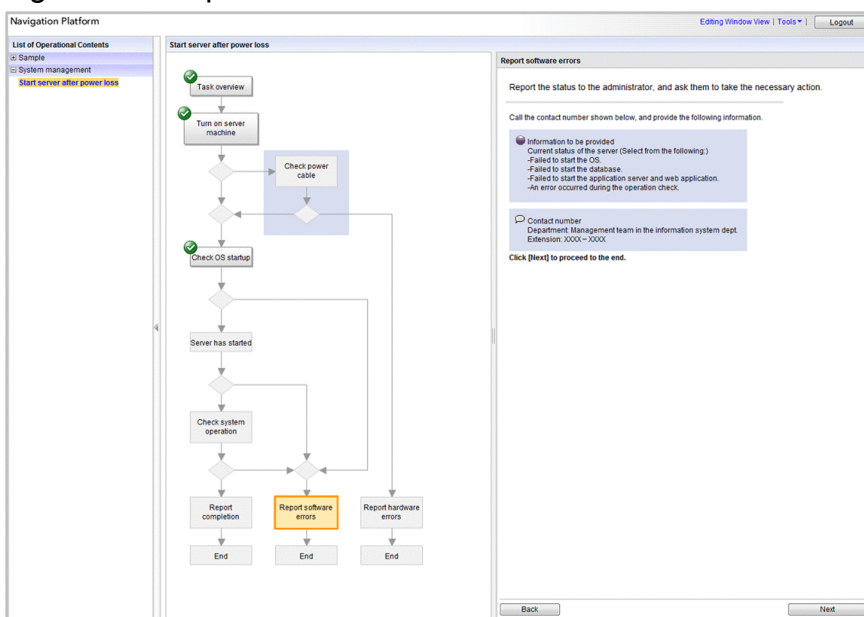 Navigation Platform
Editing Window View | Tools ▾ | Logout
List of Operational Contents
Sample
System management
Start server after power loss
Start server after power loss
Task overview
Turn on server
machine
Check power
cable
Check OS startup
Server has started
Check system
operation
Report
completion
Report software
errors
Report hardware
errors
End
End
End
Report software errors
Report the status to the administrator, and ask them to take the necessary action.
Call the contact number shown below, and provide the following information.
Information to be provided
Current status of the server (Select from the following:)
-Failed to start the OS.
-Failed to start the database.
-Failed to start the application server and web application.
-An error occurred during the operation check.
Contact number
Department: Management team in the information system dept.
Extension: XXXX－XXXX
Click [Next] to proceed to the end.
Back
Next